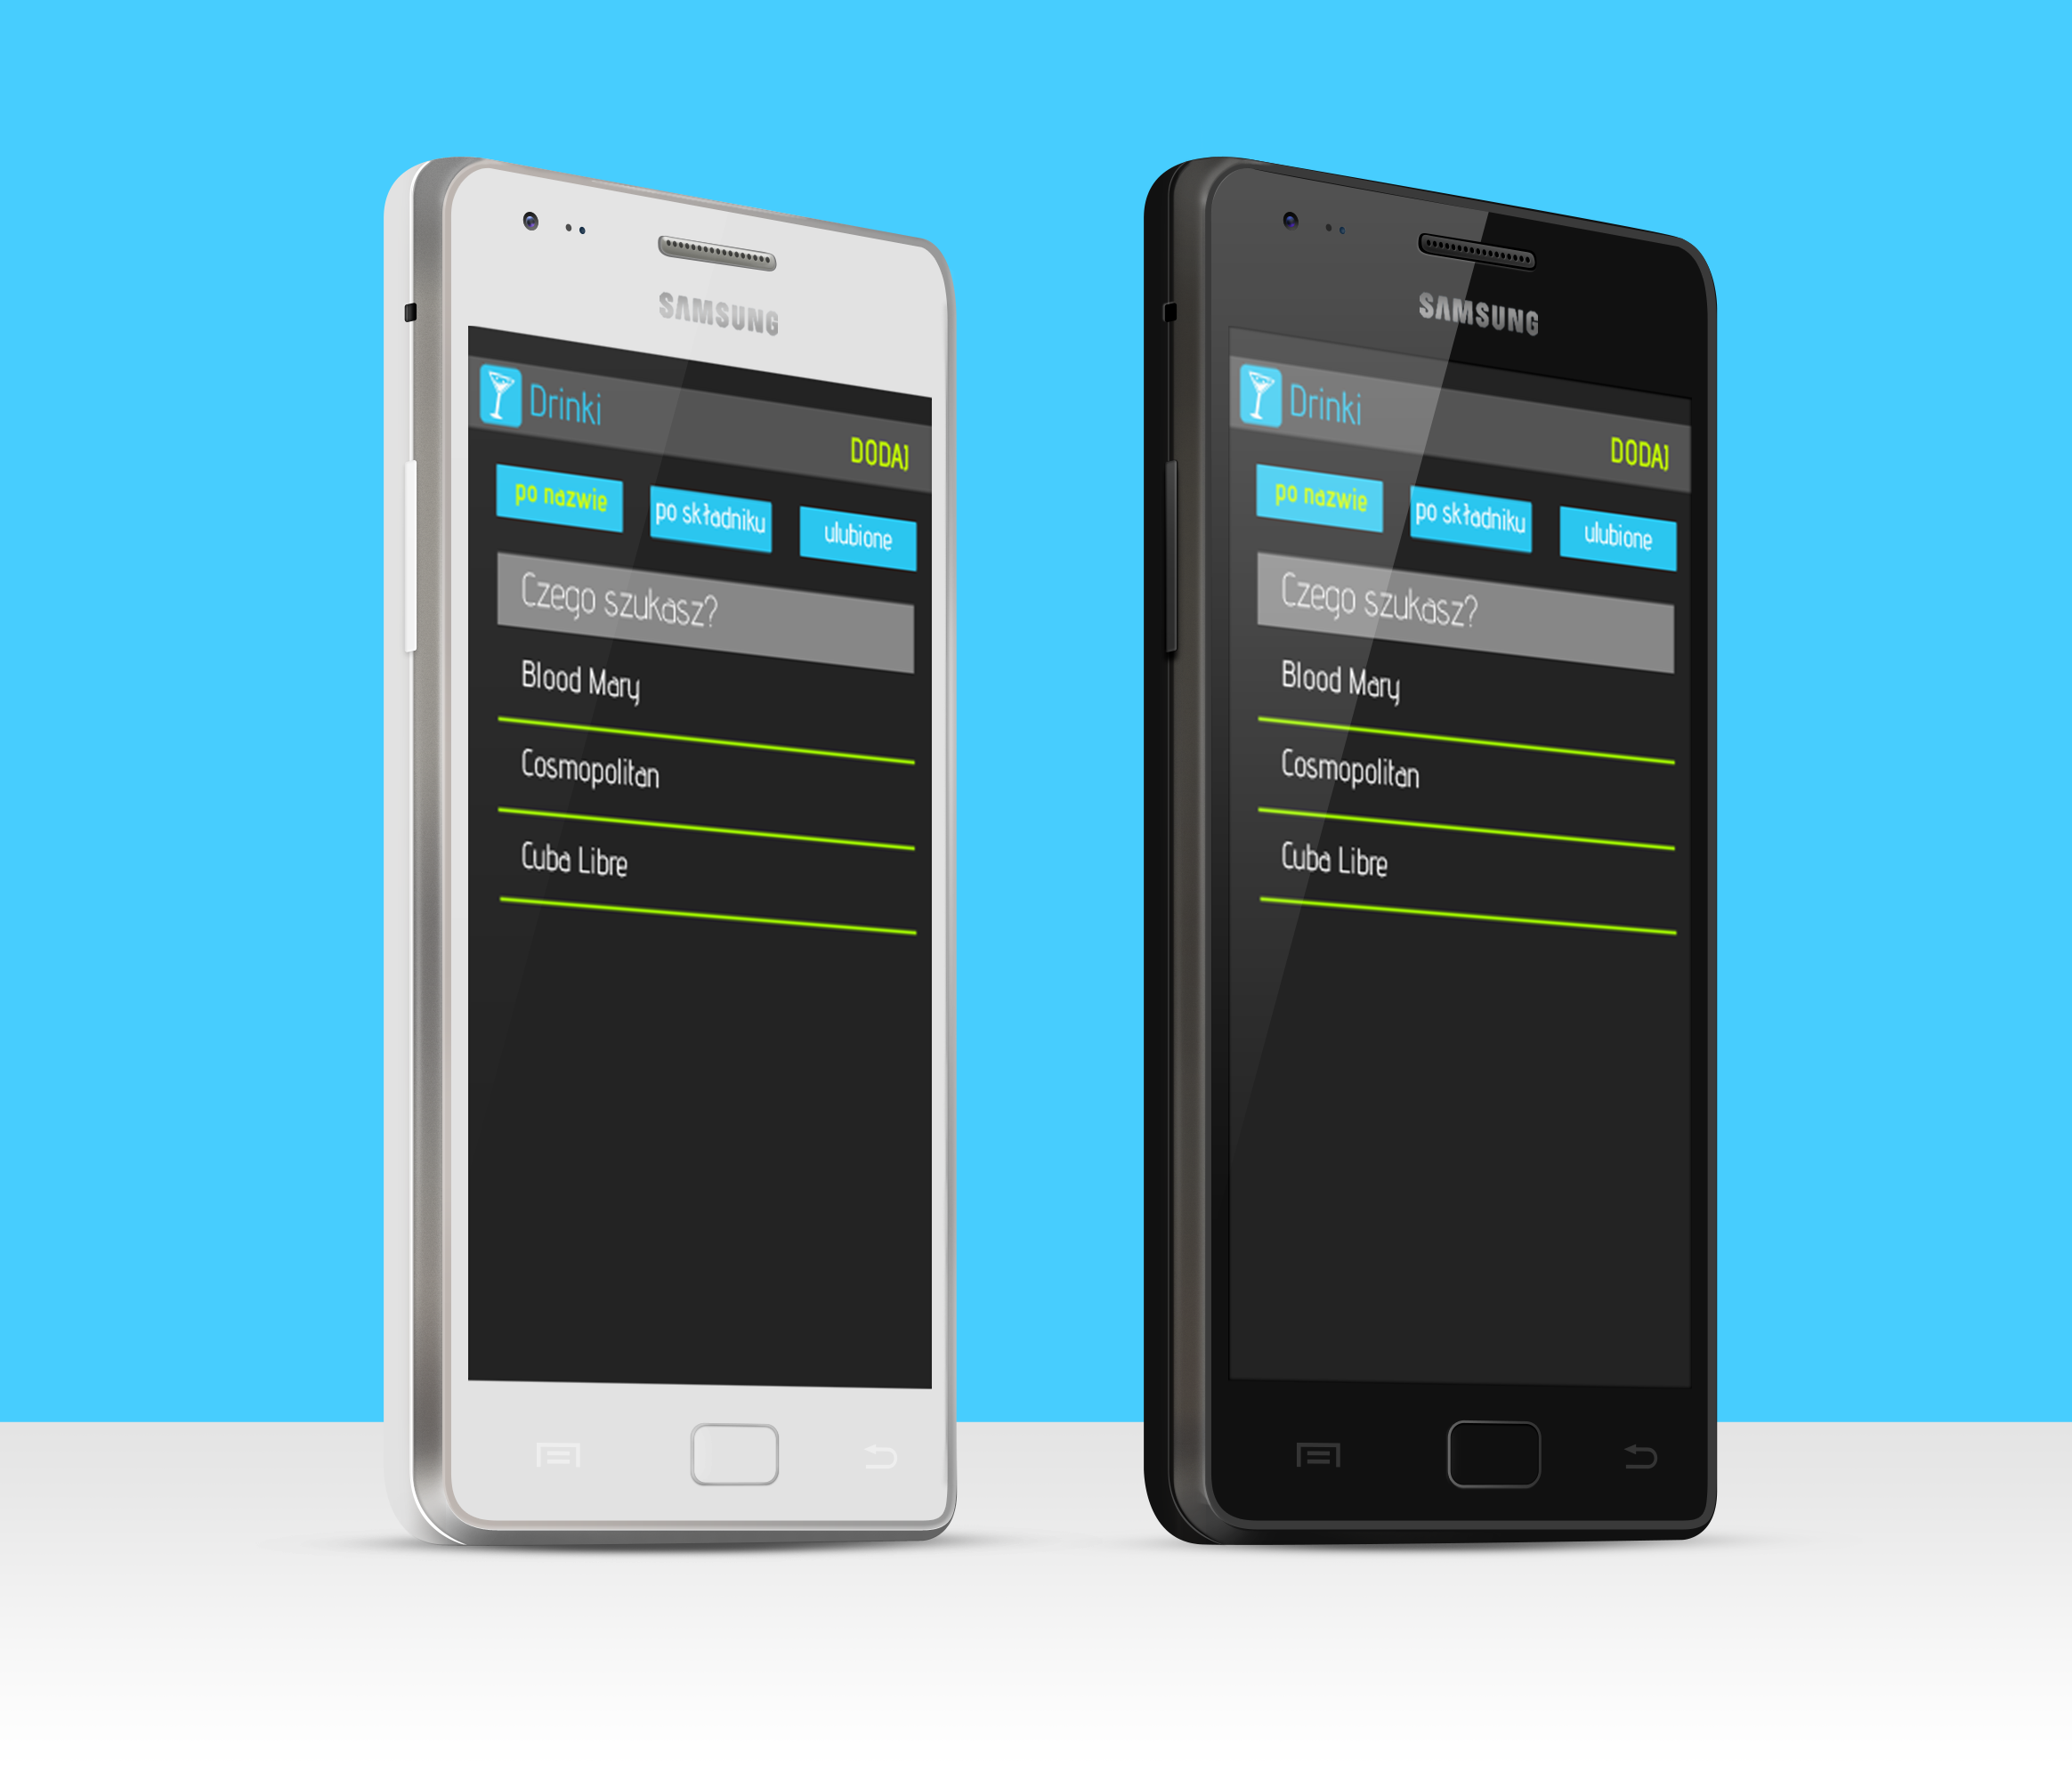 SAMSUNG
Drinki
DODAJ
po nazwie
po składniku
ulubione
Czego szukasz?
Blood Mary
Cosmopolitan
Cuba Libre
SAMSUNG
Drinki
DODAJ
po nazwie
po składniku
ulubione
Czego szukasz?
Blood Mary
Cosmopolitan
Cuba Libre